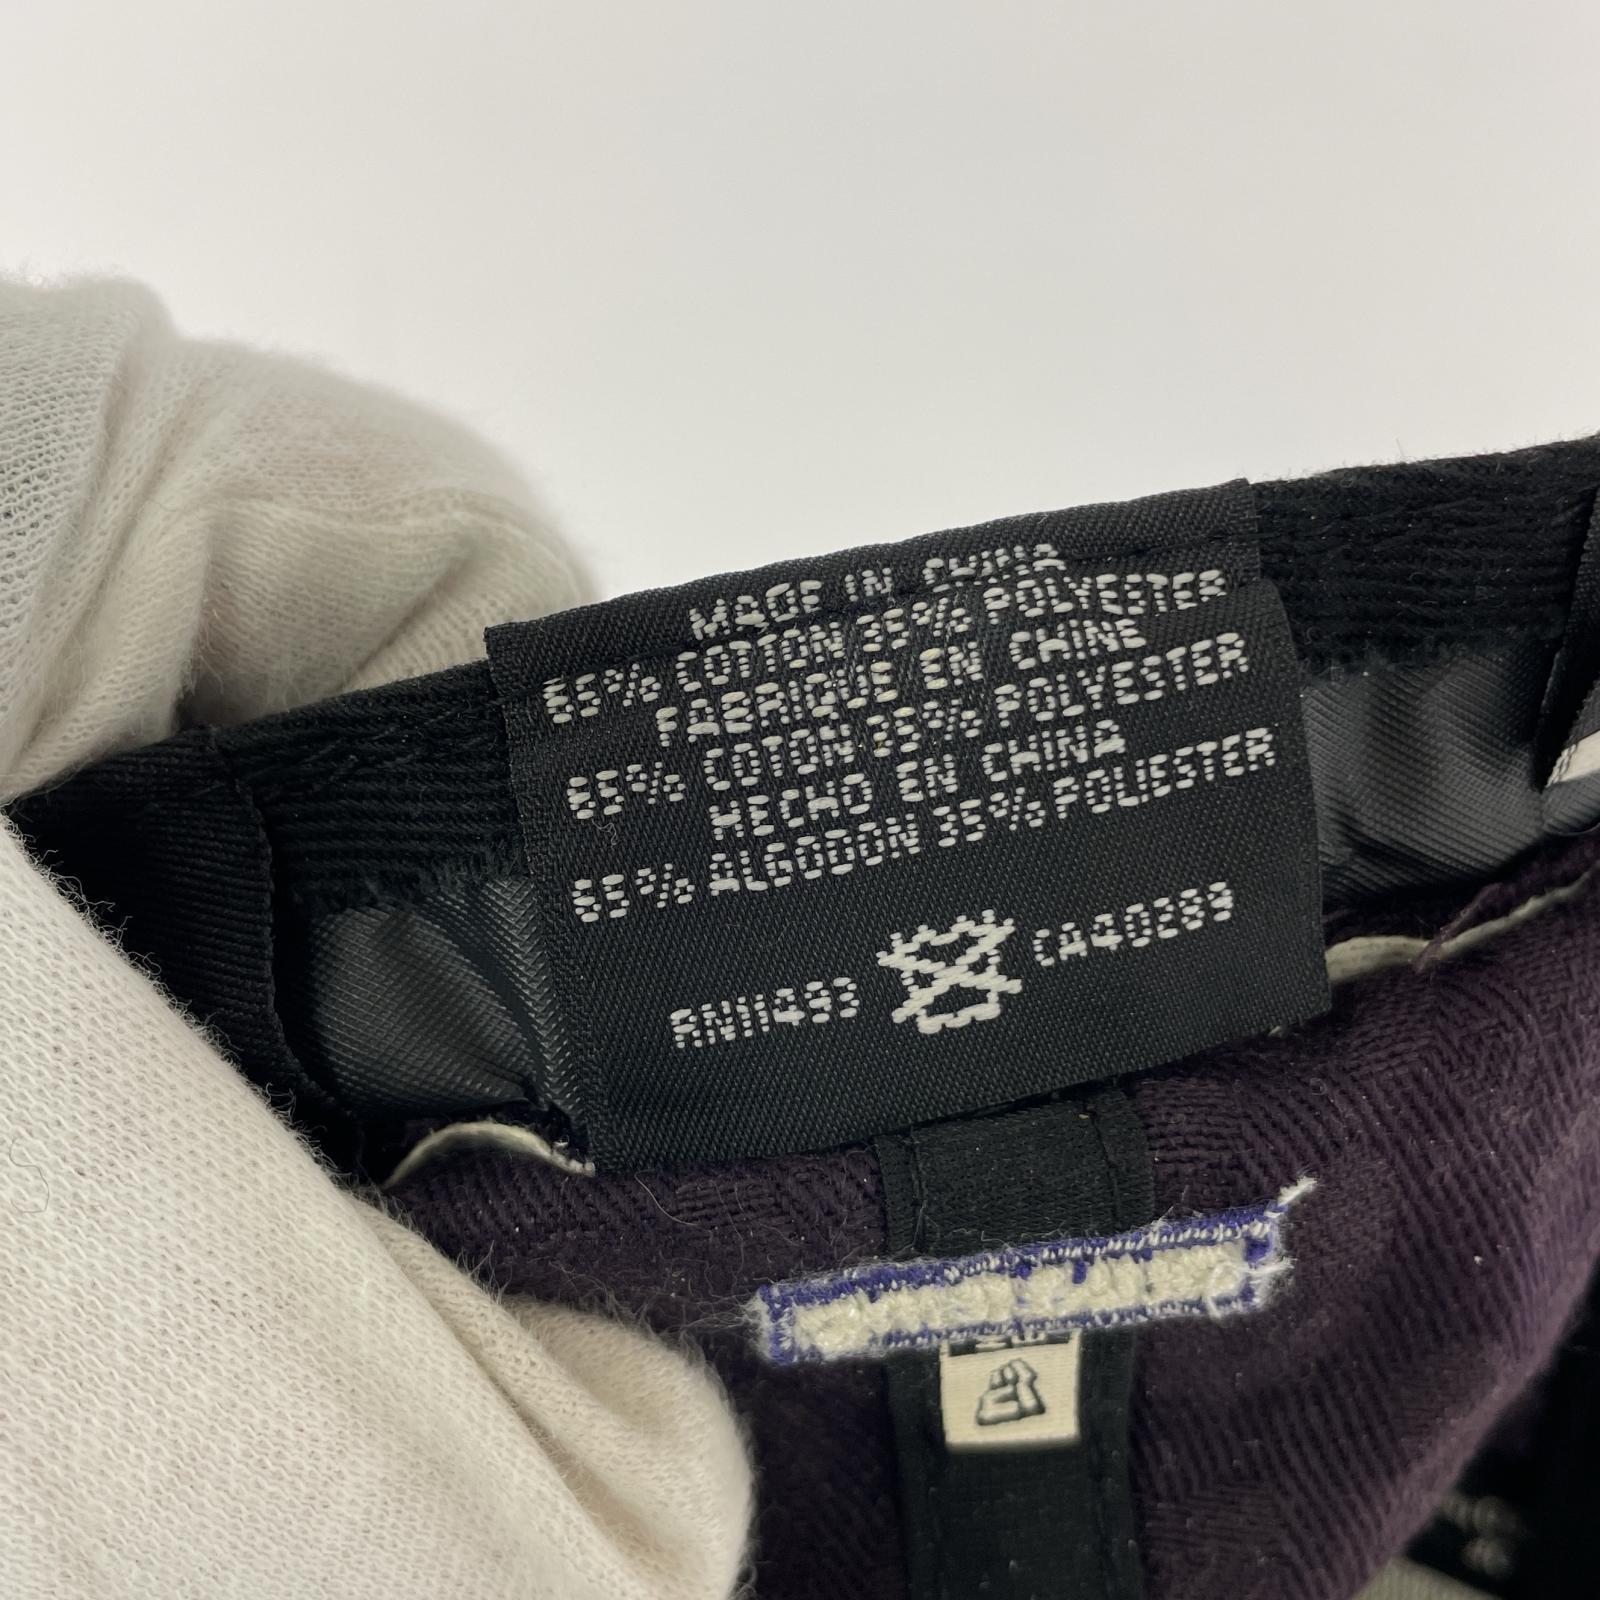 MADE IN CHINA
65% COTTON 35% POLYESTER
FABRIQUE EN CHINE
65% COTON 35% POLYESTER
HECHO EN CHINA
65% ALGODON 35% POLIESTER
RN11493 CA40289